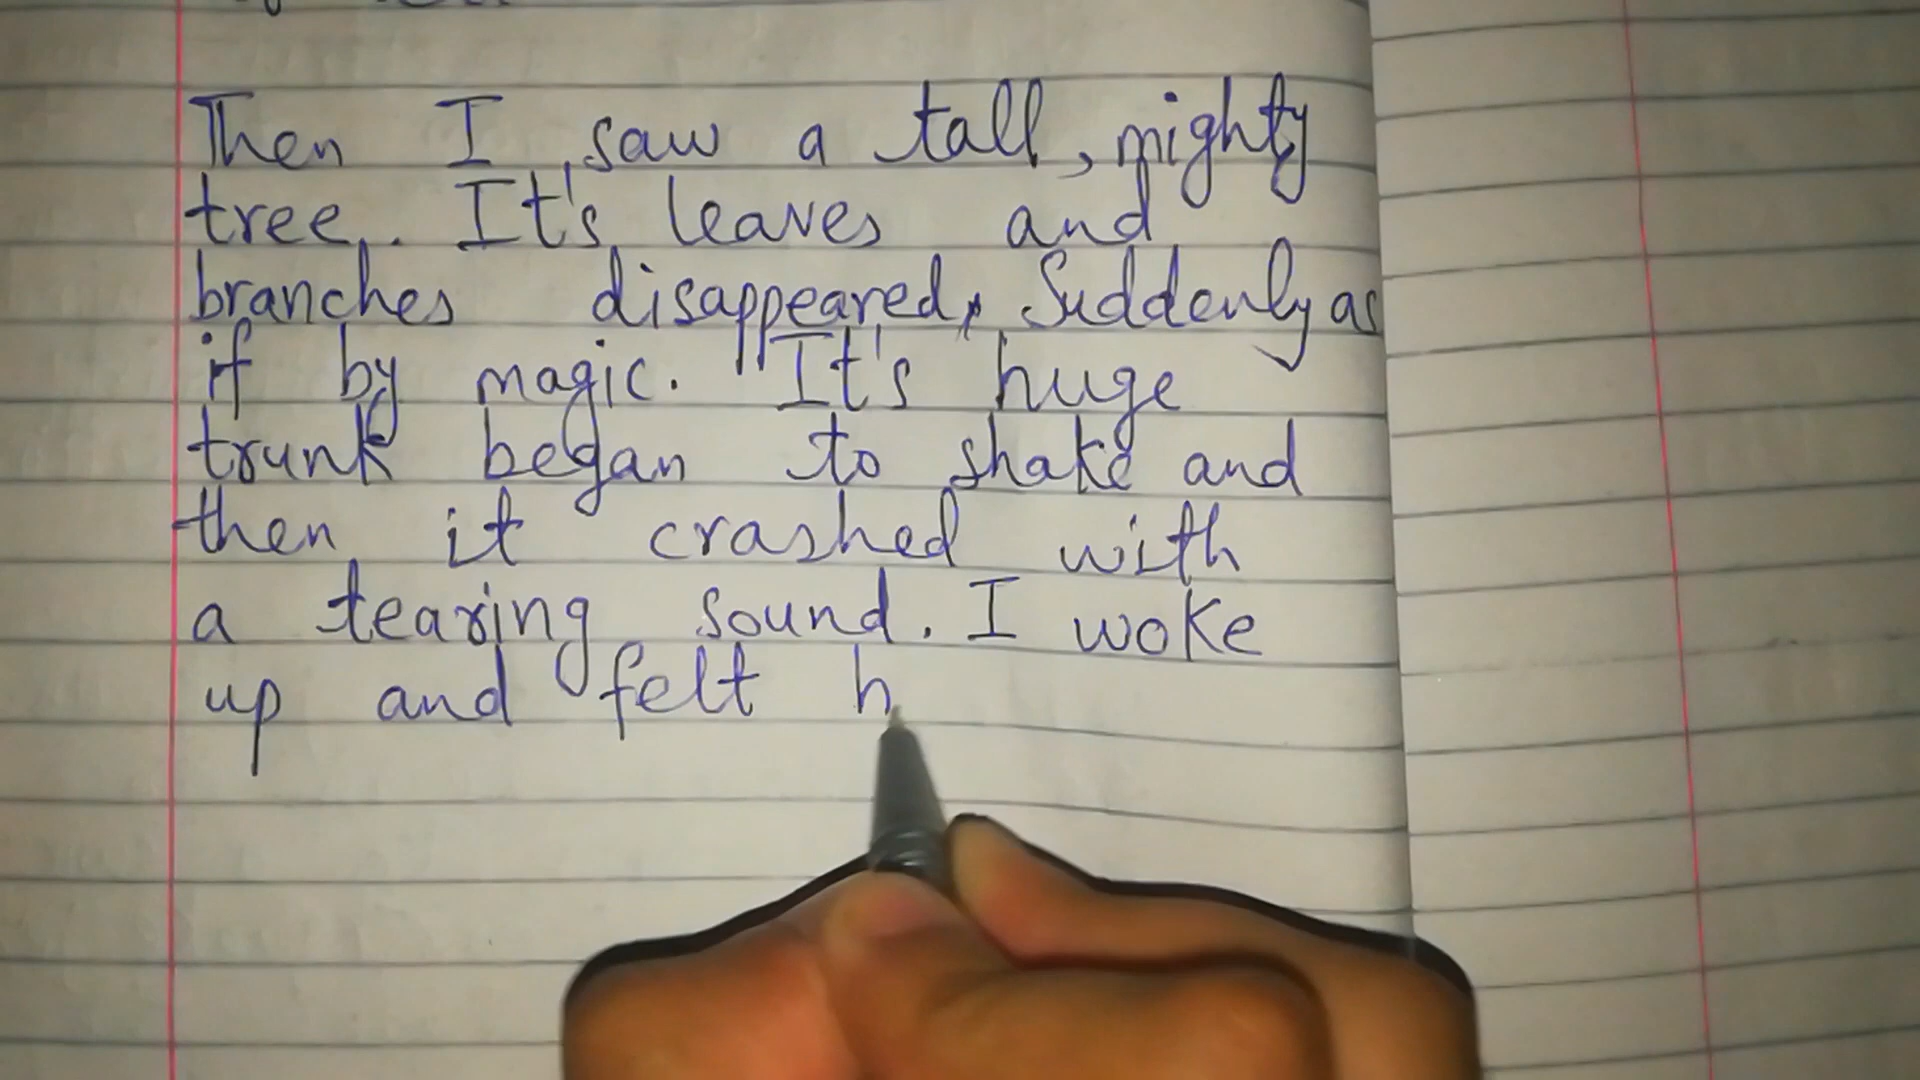 Then I saw a tall, mighty
tree. It's leaves and
branches disappeared, Suddenly as
if by magic. "It's huge
trunk began to shake and
then it crashed with
a tearing sound. I woke
up and felt h